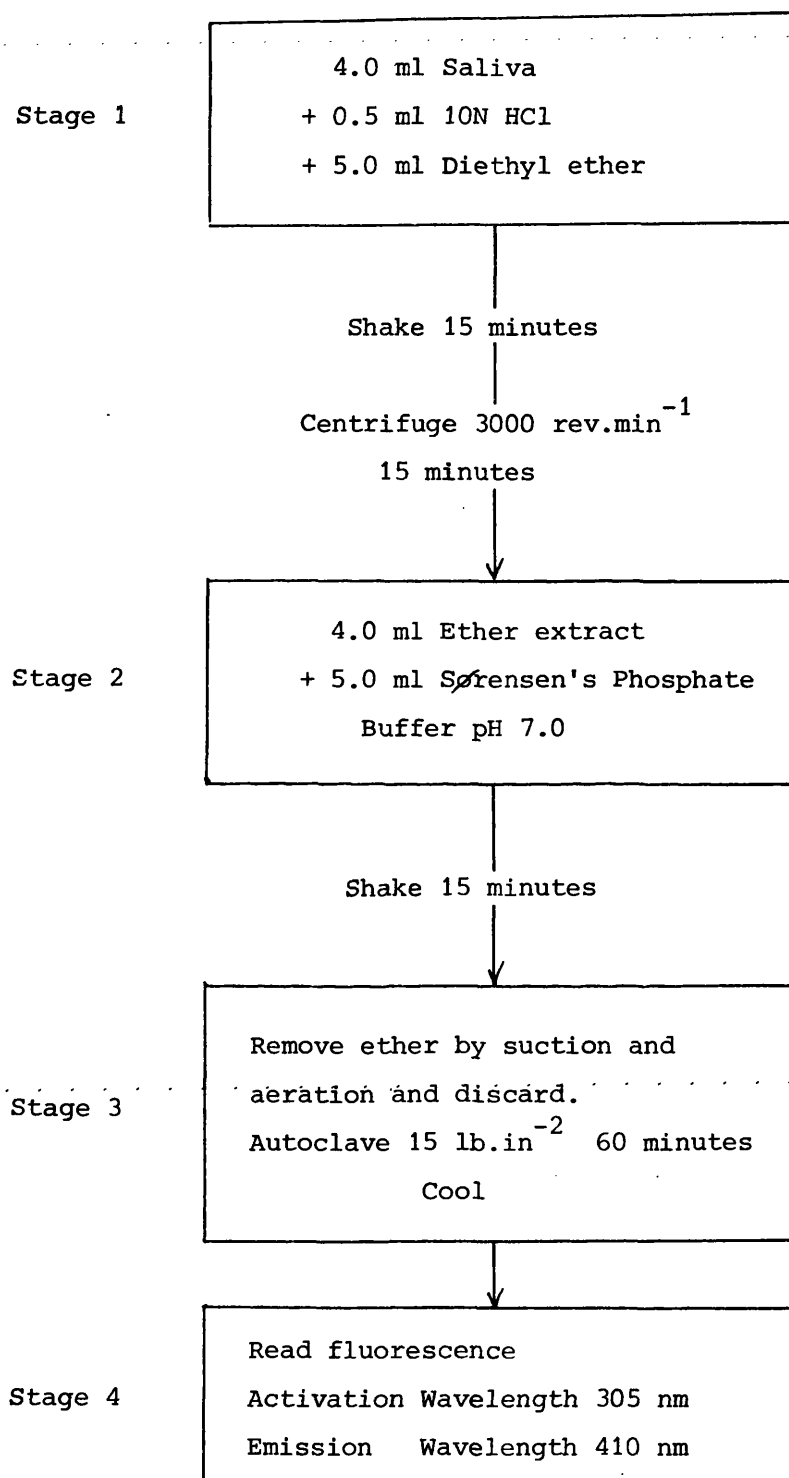 Stage 1
4.0 ml Saliva
+ 0.5 ml 10N HCl
+ 5.0 ml Diethyl ether
Shake 15 minutes
Centrifuge 3000 rev.min⁻¹
15 minutes
Stage 2
4.0 ml Ether extract
+ 5.0 ml Sørensen's Phosphate
Buffer pH 7.0
Shake 15 minutes
Stage 3
Remove ether by suction and
aeration and discard.
Autoclave 15 lb.in⁻² 60 minutes
Cool
Stage 4
Read fluorescence
Activation Wavelength 305 nm
Emission Wavelength 410 nm